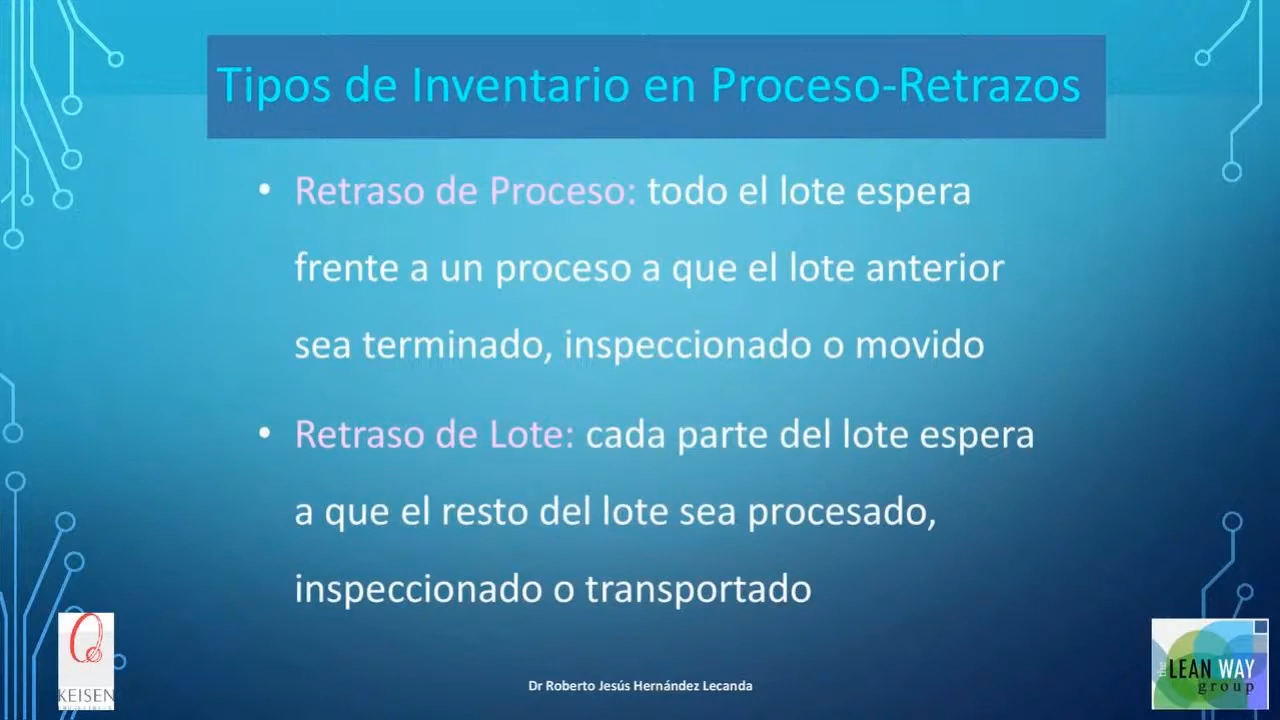 Tipos de Inventario en Proceso-Retrazos
• Retraso de Proceso: todo el lote espera
frente a un proceso a que el lote anterior
sea terminado, inspeccionado o movido
• Retraso de Lote: cada parte del lote espera
a que el resto del lote sea procesado,
inspeccionado o transportado
KEISEN
Dr Roberto Jesús Hernández Lecanda
the LEAN WAY
group